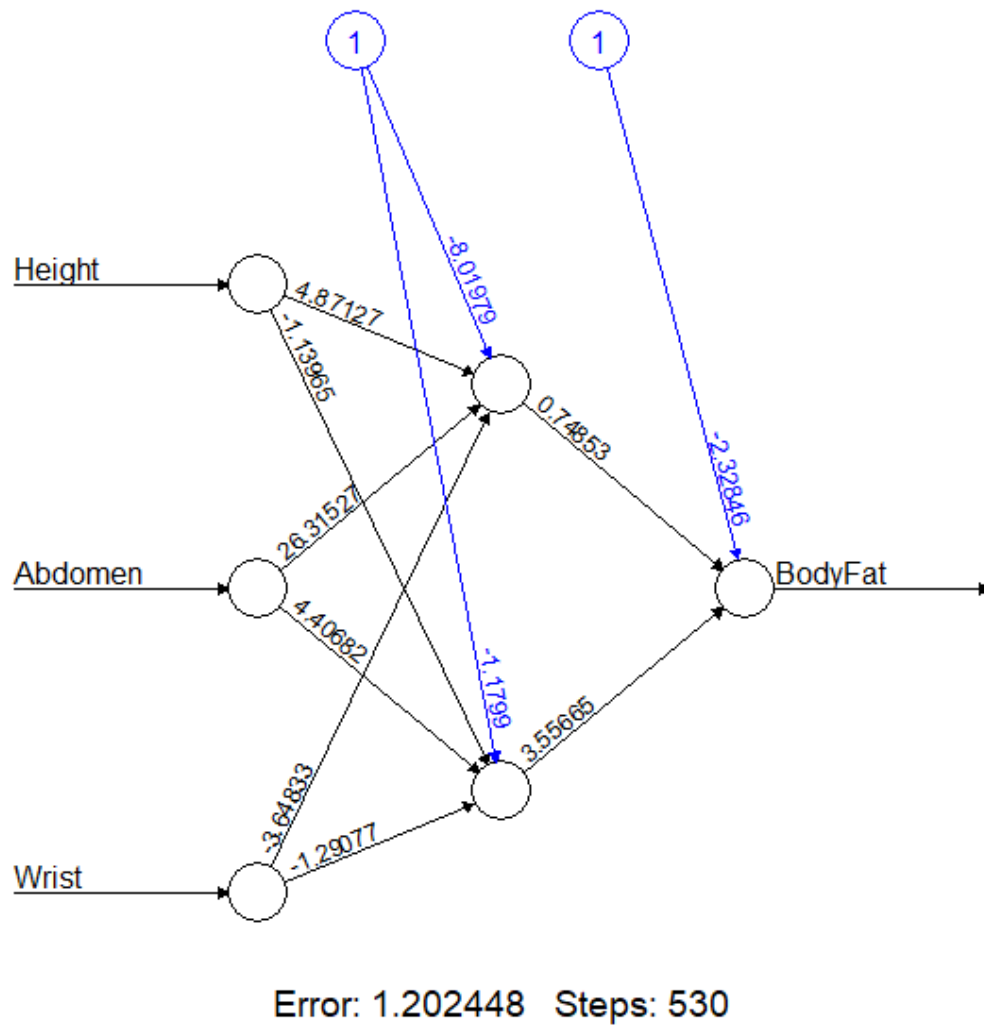 1 1
-8.01979
Height
4.87127
-1.13965
0.74853
-2.32846
26.31527
Abdomen
BodyFat
4.40682
-1.1799
3.55665
-3.64833
-1.29077
Wrist
Error: 1.202448 Steps: 530